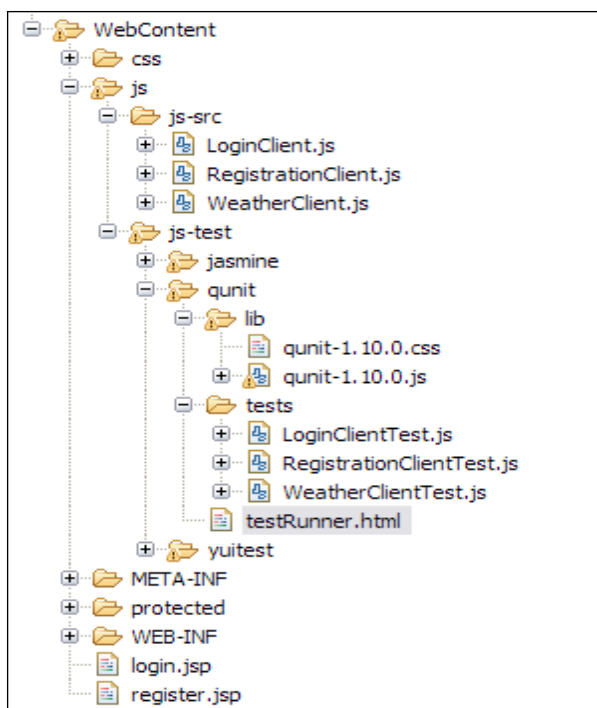 WebContent
css
js
js-src
LoginClient.js
RegistrationClient.js
WeatherClient.js
js-test
jasmine
qunit
lib
qunit-1.10.0.css
qunit-1.10.0.js
tests
LoginClientTest.js
RegistrationClientTest.js
WeatherClientTest.js
testRunner.html
yuitest
META-INF
protected
WEB-INF
login.jsp
register.jsp